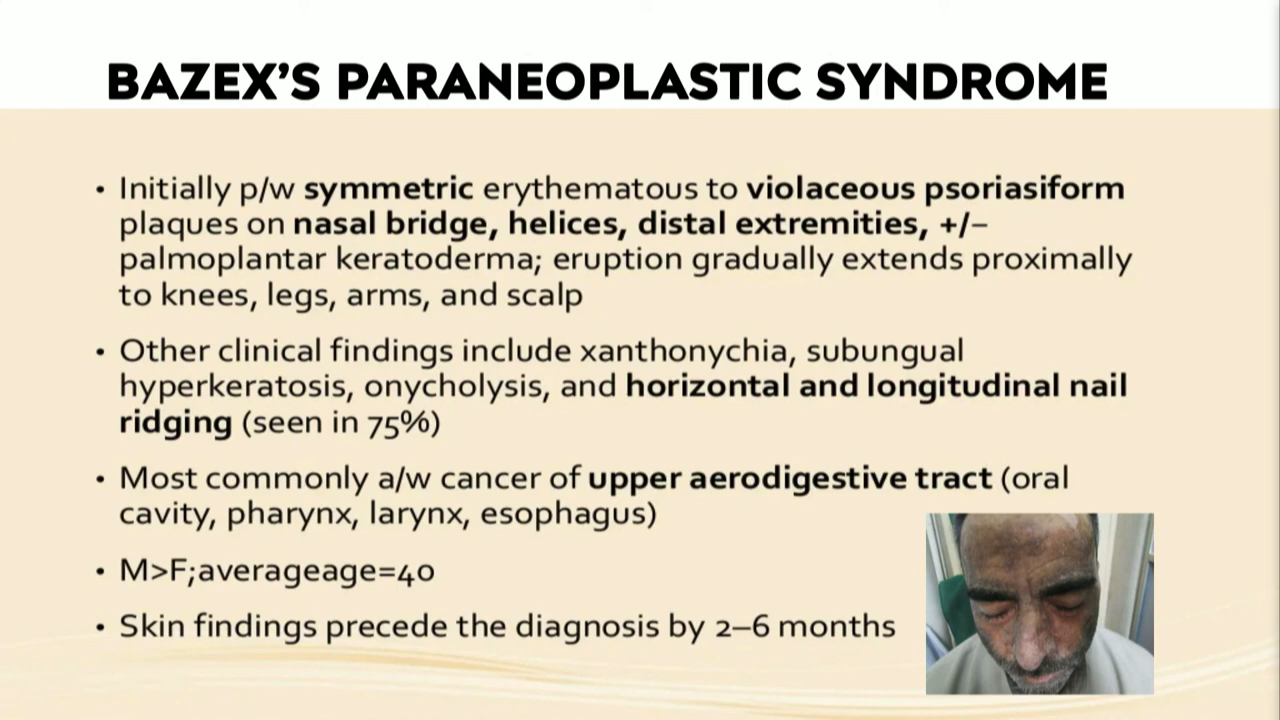 BAZEX’S PARANEOPLASTIC SYNDROME
• Initially p/w symmetric erythematous to violaceous psoriasiform
plaques on nasal bridge, helices, distal extremities, +/–
palmoplantar keratoderma; eruption gradually extends proximally
to knees, legs, arms, and scalp
• Other clinical findings include xanthonychia, subungual
hyperkeratosis, onycholysis, and horizontal and longitudinal nail
ridging (seen in 75%)
• Most commonly a/w cancer of upper aerodigestive tract (oral
cavity, pharynx, larynx, esophagus)
• M>F;averageage=40
• Skin findings precede the diagnosis by 2–6 months